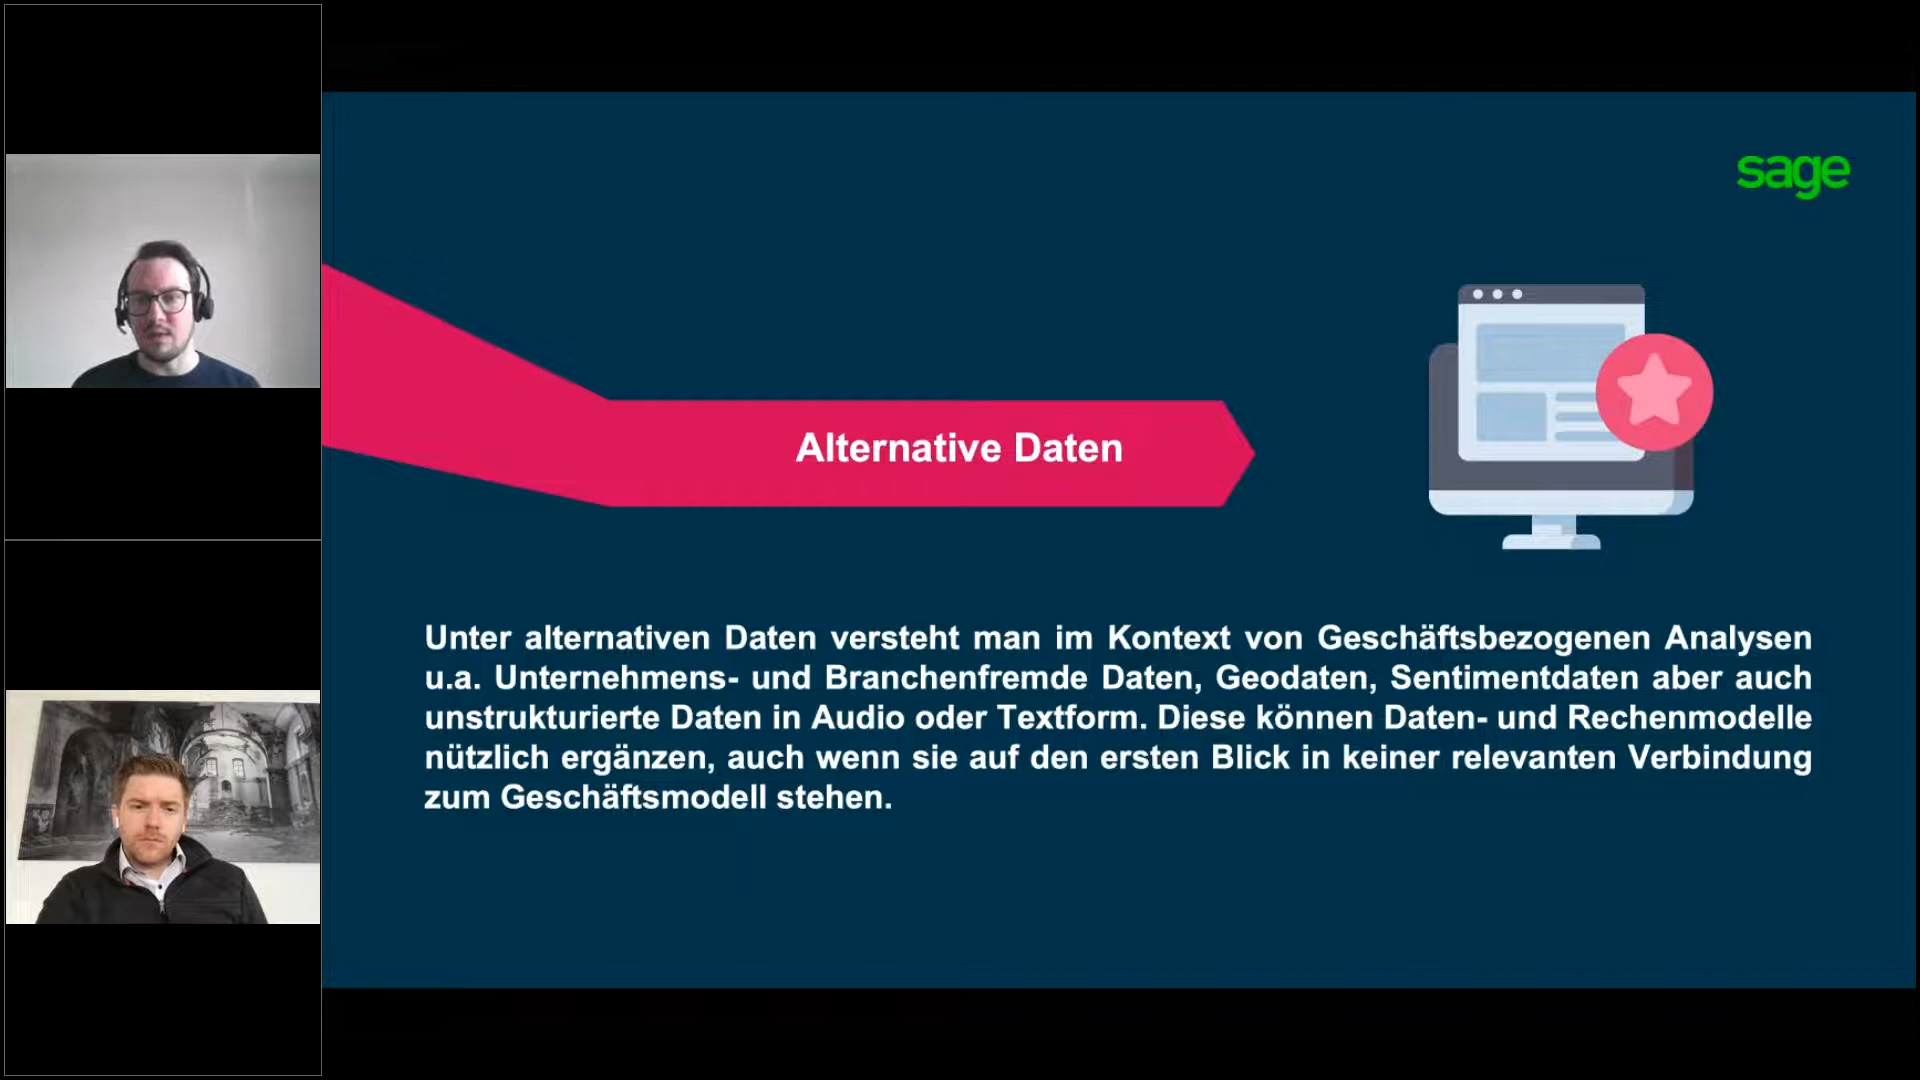 sage
Alternative Daten
Unter alternativen Daten versteht man im Kontext von Geschäftsbezogenen Analysen
u.a. Unternehmens- und Branchenfremde Daten, Geodaten, Sentimentdaten aber auch
unstrukturierte Daten in Audio oder Textform. Diese können Daten- und Rechenmodelle
nützlich ergänzen, auch wenn sie auf den ersten Blick in keiner relevanten Verbindung
zum Geschäftsmodell stehen.